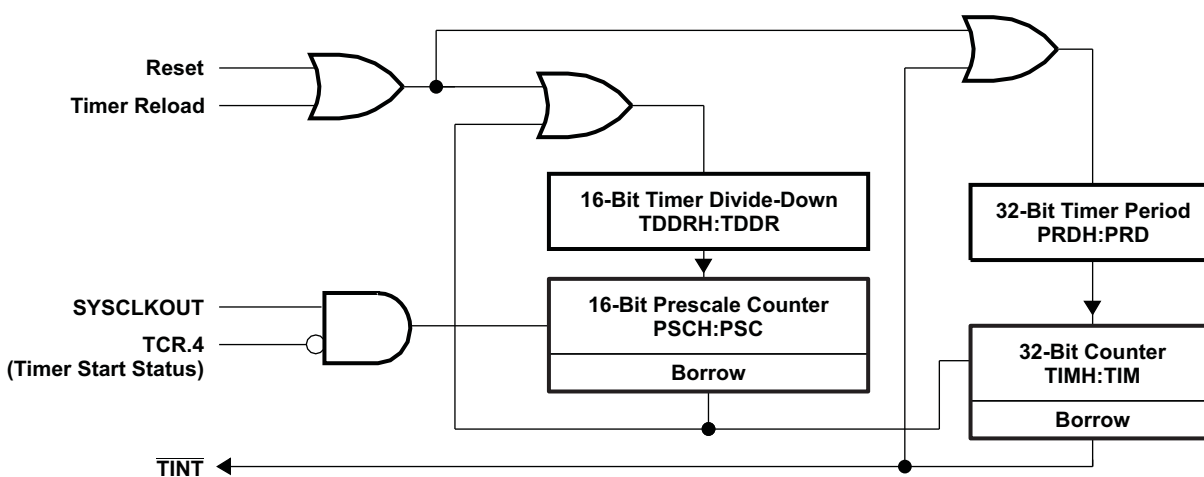 Reset
Timer Reload
16-Bit Timer Divide-Down
TDDRH:TDDR
32-Bit Timer Period
PRDH:PRD
SYSCLKOUT
TCR.4
(Timer Start Status)
16-Bit Prescale Counter
PSCH:PSC
Borrow
32-Bit Counter
TIMH:TIM
Borrow
TINT